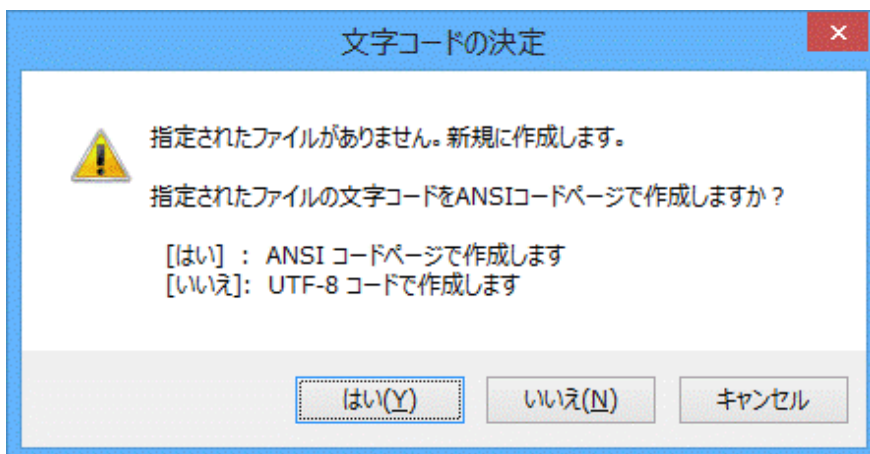 文字コードの決定
指定されたファイルがありません。新規に作成します。
指定されたファイルの文字コードをANSIコードページで作成しますか？
[はい] : ANSI コードページで作成します
[いいえ]: UTF-8 コードで作成します
はい(Y) いいえ(N) キャンセル